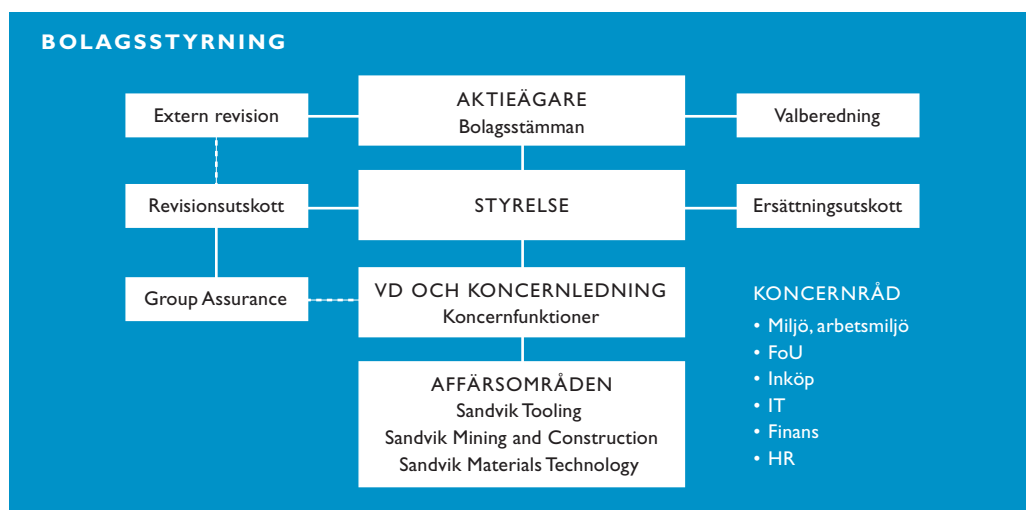 BOLAGSSTYRNING
Extern revision
AKTIEÄGARE
Bolagsstämman
Valberedning
Revisionsutskott
STYRELSE
Ersättningsutskott
Group Assurance
VD OCH KONCERNLEDNING
Koncernfunktioner
KONCERNRÅD
• Miljö, arbetsmiljö
• FoU
• Inköp
• IT
• Finans
• HR
AFFÄRSOMRÅDEN
Sandvik Tooling
Sandvik Mining and Construction
Sandvik Materials Technology